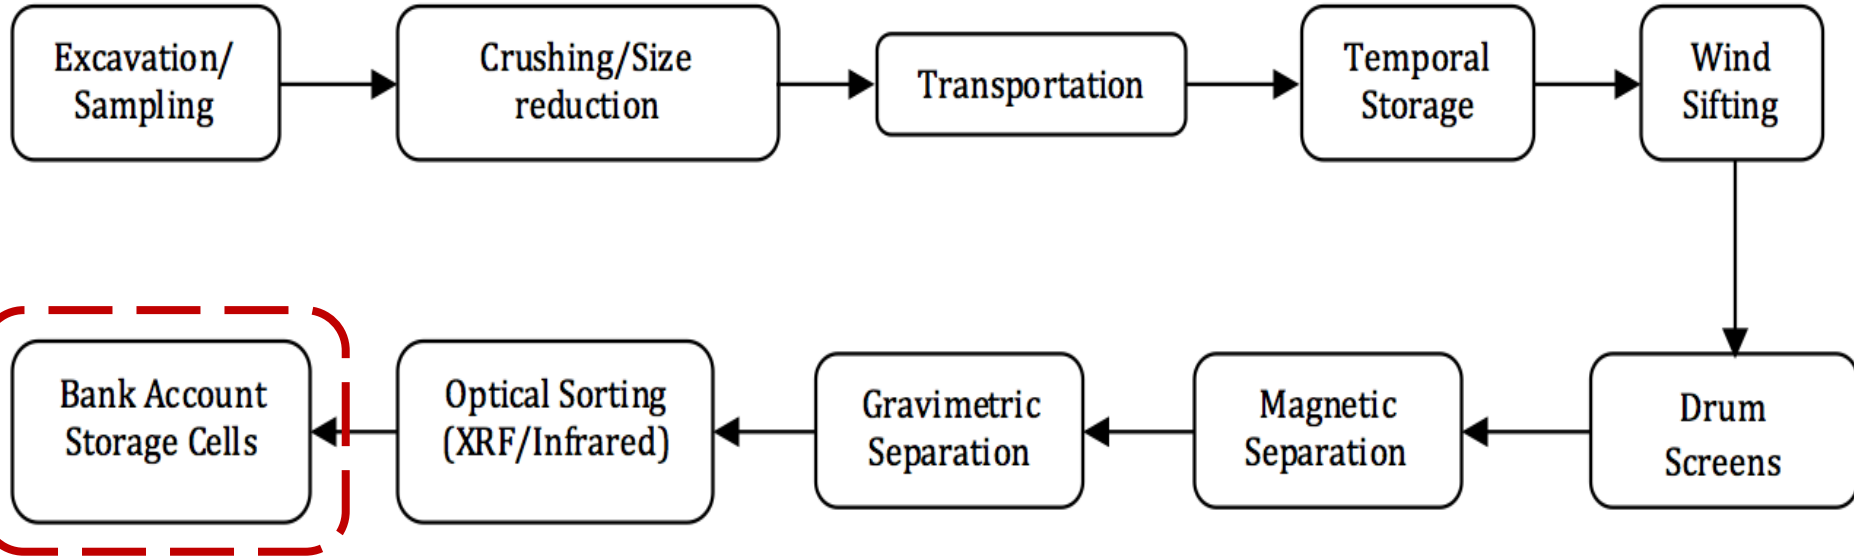 Excavation/
Sampling
Crushing/Size
reduction
Transportation
Temporal
Storage
Wind
Sifting
Bank Account
Storage Cells
Optical Sorting
(XRF/Infrared)
Gravimetric
Separation
Magnetic
Separation
Drum
Screens